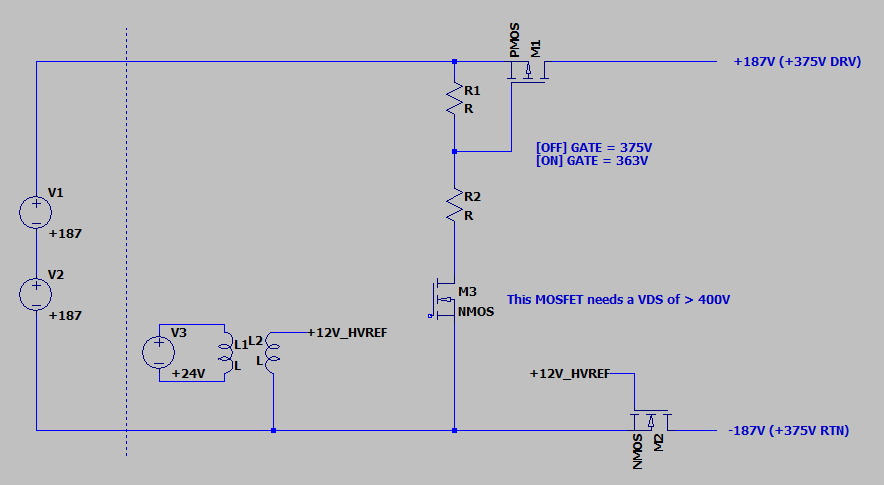 PMOS
M1
+187V (+375V DRV)
R1
R
[OFF] GATE = 375V
[ON] GATE = 363V
V1
+187
R2
R
V2
+187
M3
NMOS
This MOSFET needs a VDS of > 400V
V3
+24V
L1
L
L2
L
+12V_HVREF
+12V_HVREF
NMOS
M2
-187V (+375V RTN)